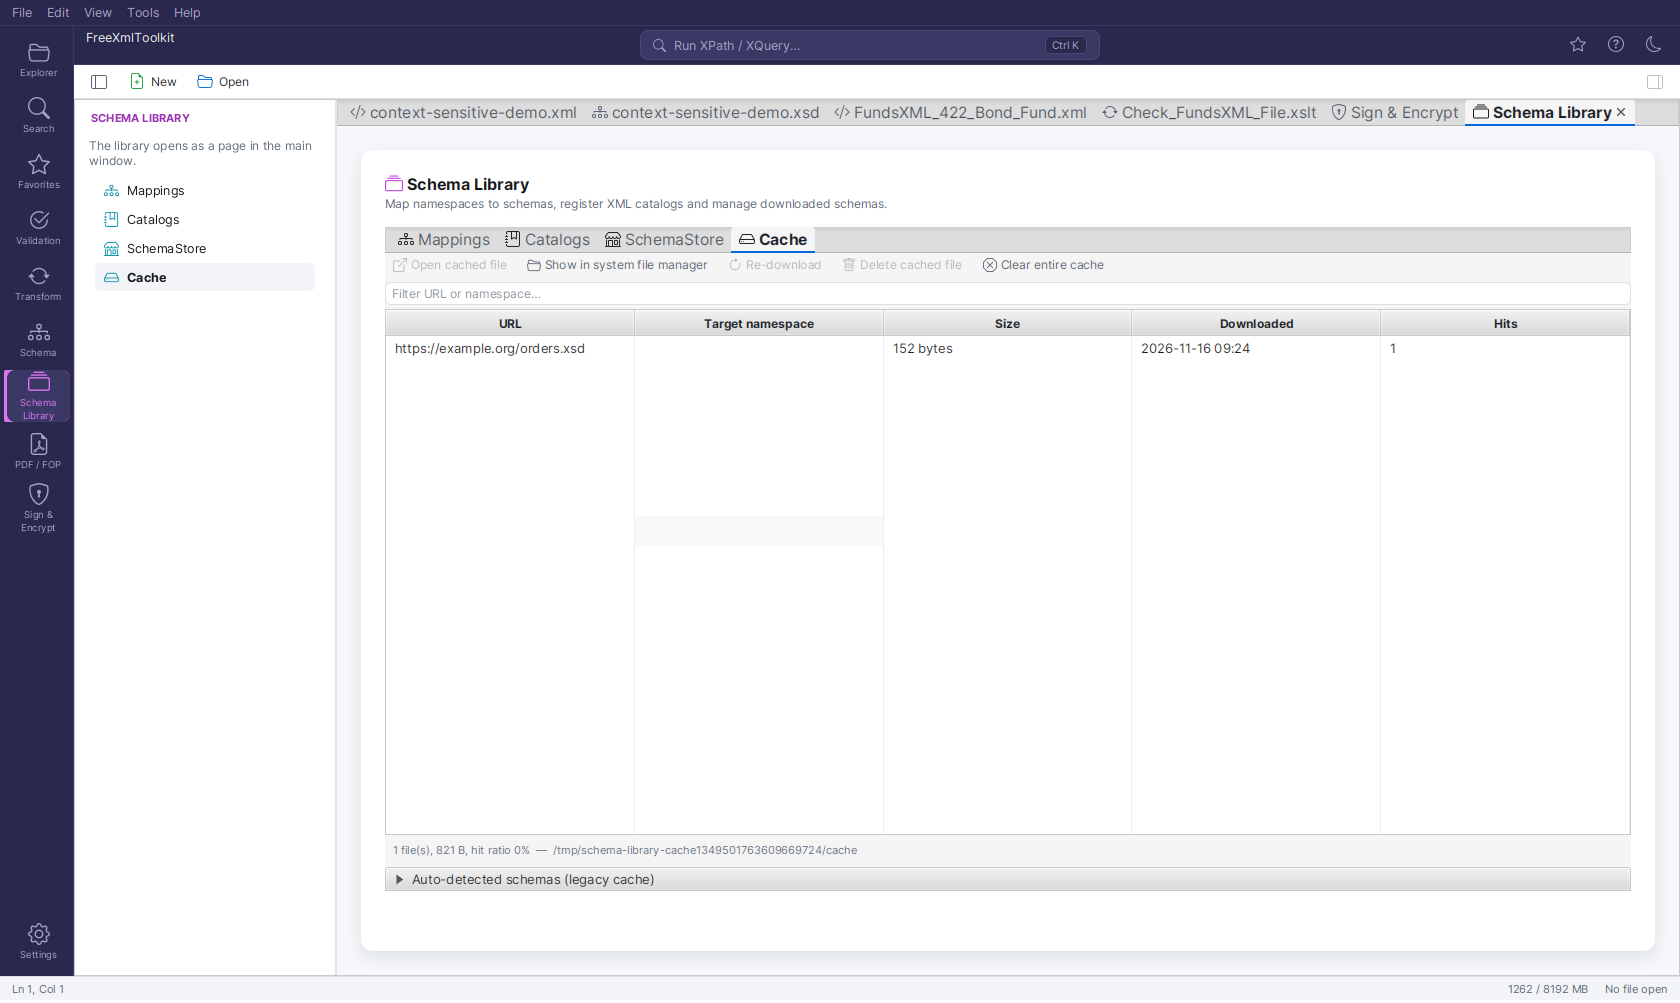 File Edit View Tools Help
FreeXmlToolkit
Run XPath / XQuery... Ctrl K
New Open
Explorer
Search
Favorites
Validation
Transform
Schema
Schema
Library
PDF / FOP
Sign &
Encrypt
Settings
SCHEMA LIBRARY
The library opens as a page in the main
window.
Mappings
Catalogs
SchemaStore
Cache
context-sensitive-demo.xml context-sensitive-demo.xsd FundsXML_422_Bond_Fund.xml Check_FundsXML_File.xslt Sign & Encrypt Schema Library
Schema Library
Map namespaces to schemas, register XML catalogs and manage downloaded schemas.
Mappings Catalogs SchemaStore Cache
Open cached file Show in system file manager Re-download Delete cached file Clear entire cache
Filter URL or namespace...
URL Target namespace Size Downloaded Hits
https://example.org/orders.xsd 152 bytes 2026-11-16 09:24 1
1 file(s), 821 B, hit ratio 0% — /tmp/schema-library-cache1349501763609669724/cache
Auto-detected schemas (legacy cache)
Ln 1, Col 1 1262 / 8192 MB No file open